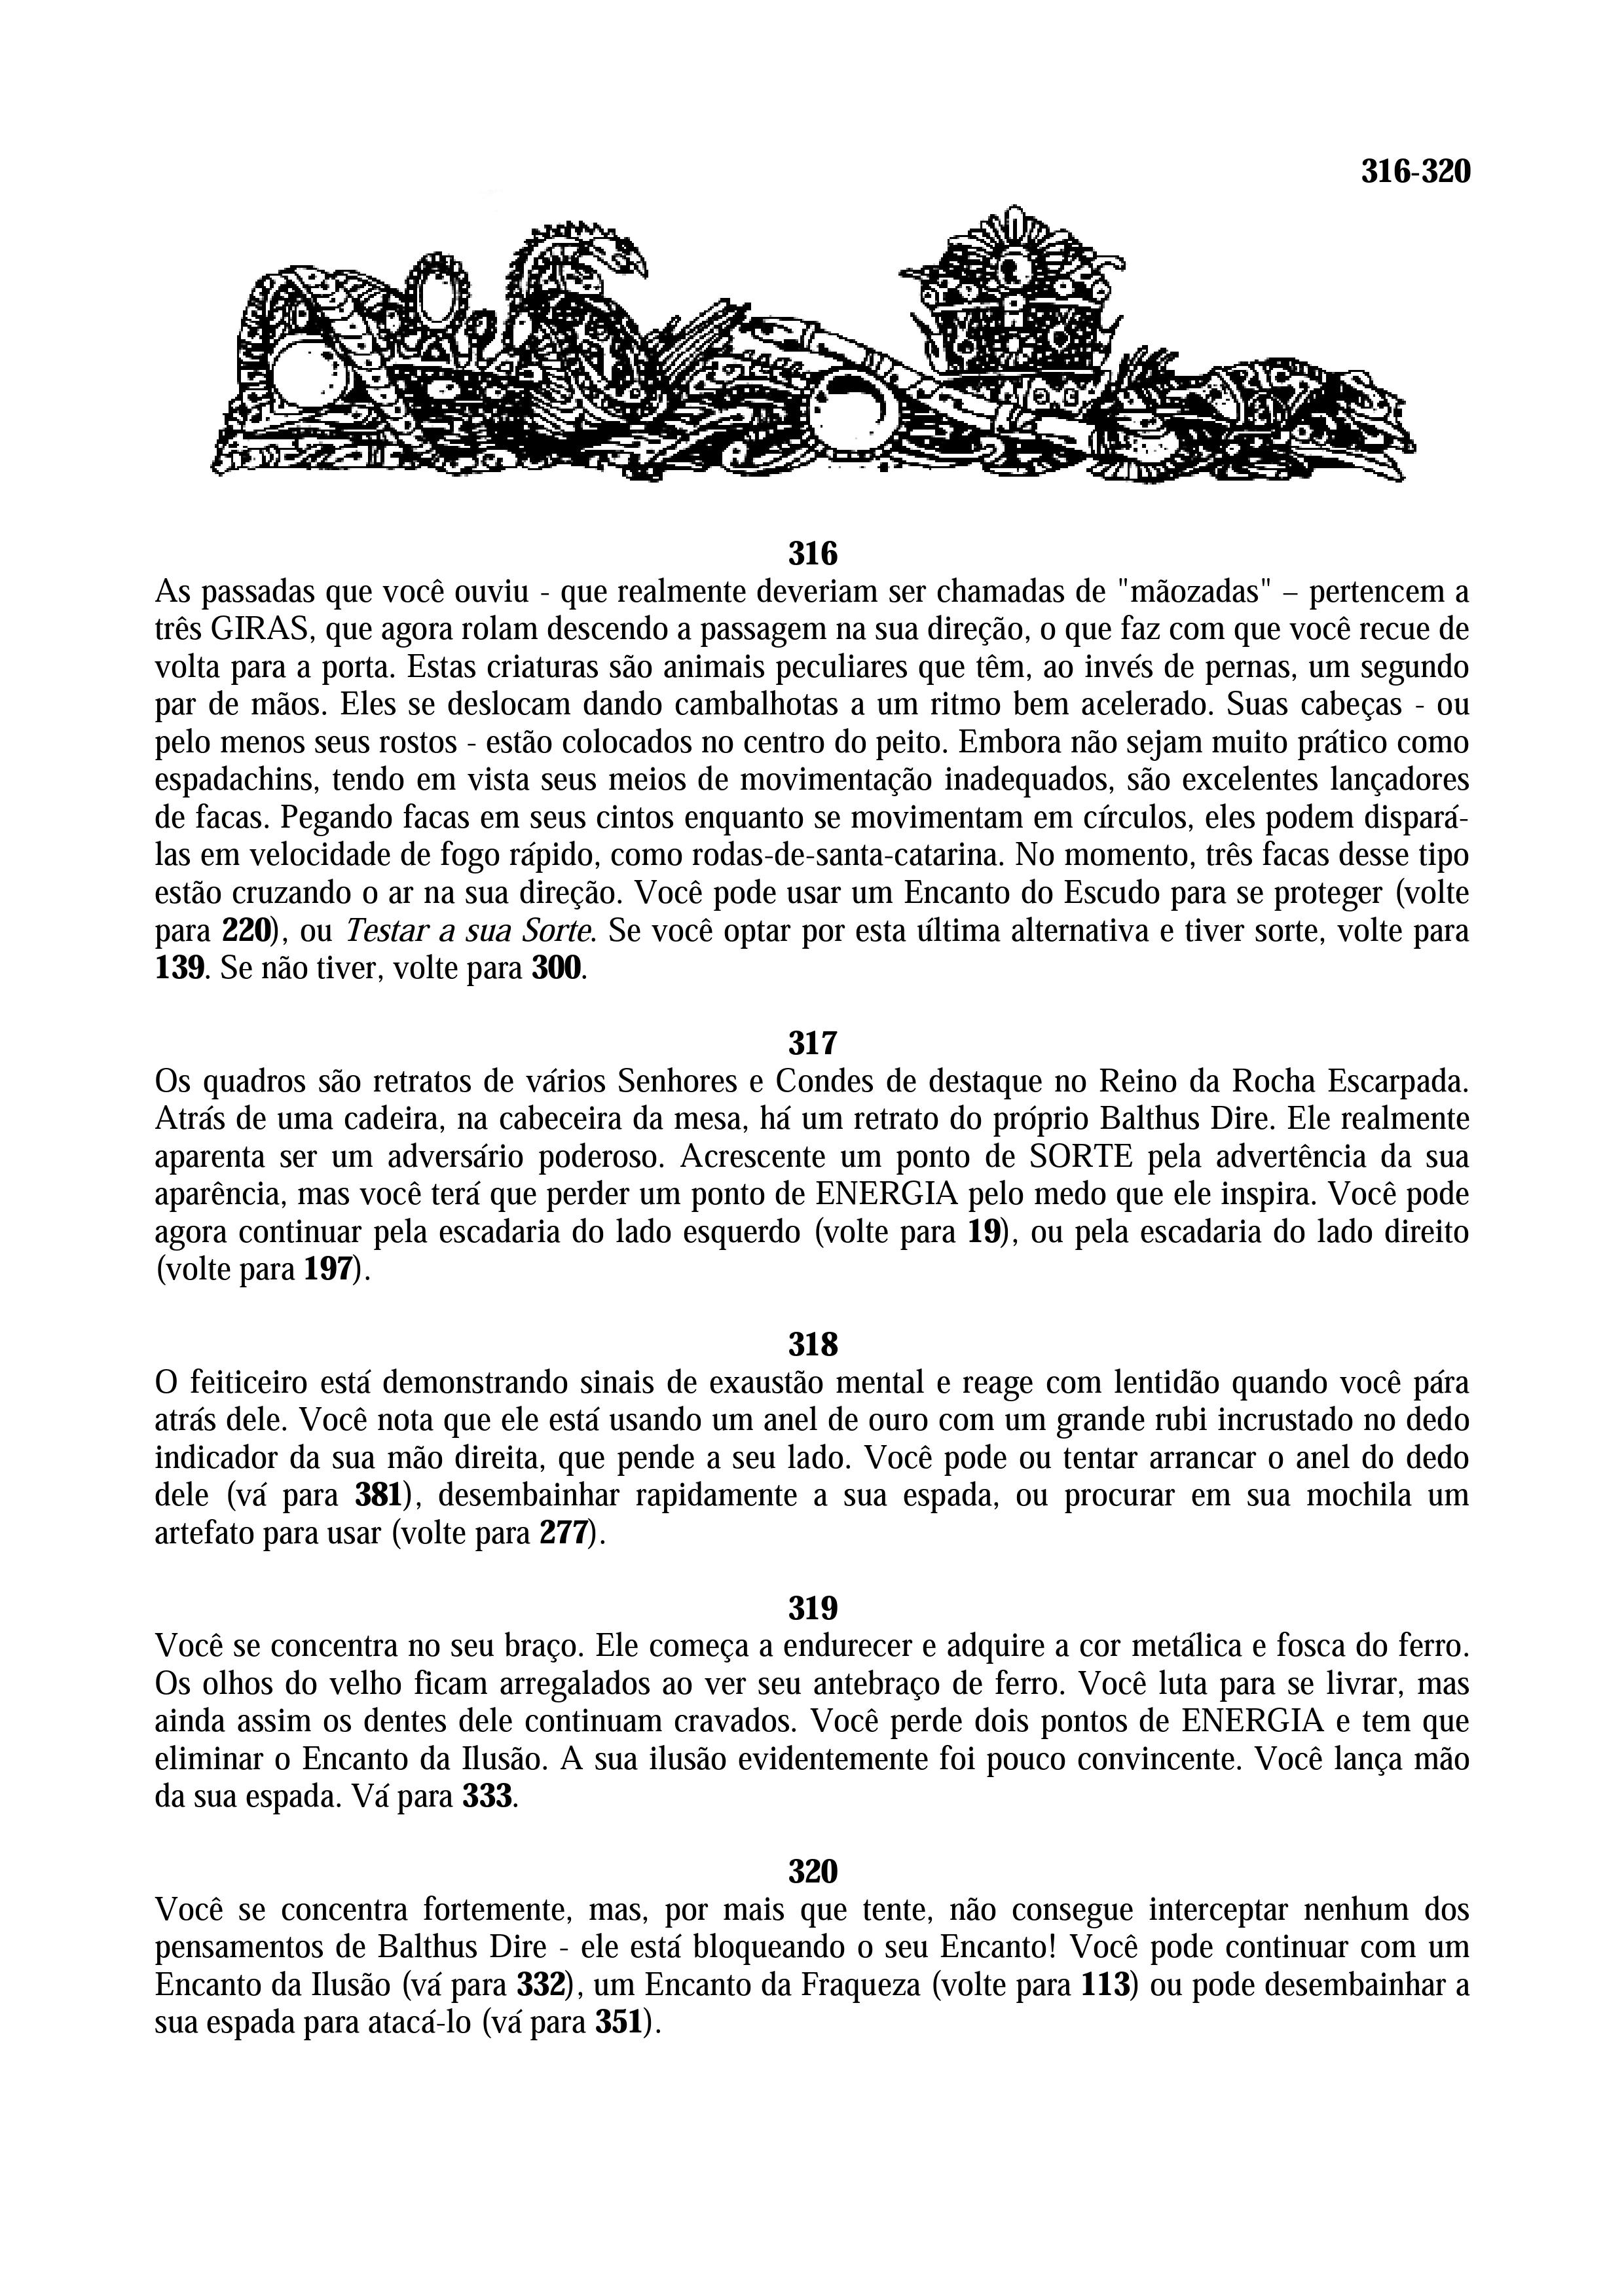 316-320
316
As passadas que você ouviu - que realmente deveriam ser chamadas de "mãozadas" – pertencem a
três GIRAS, que agora rolam descendo a passagem na sua direção, o que faz com que você recue de
volta para a porta. Estas criaturas são animais peculiares que têm, ao invés de pernas, um segundo
par de mãos. Eles se deslocam dando cambalhotas a um ritmo bem acelerado. Suas cabeças - ou
pelo menos seus rostos - estão colocados no centro do peito. Embora não sejam muito prático como
espadachins, tendo em vista seus meios de movimentação inadequados, são excelentes lançadores
de facas. Pegando facas em seus cintos enquanto se movimentam em círculos, eles podem dispará-
las em velocidade de fogo rápido, como rodas-de-santa-catarina. No momento, três facas desse tipo
estão cruzando o ar na sua direção. Você pode usar um Encanto do Escudo para se proteger (volte
para 220), ou Testar a sua Sorte. Se você optar por esta última alternativa e tiver sorte, volte para
139. Se não tiver, volte para 300.
317
Os quadros são retratos de vários Senhores e Condes de destaque no Reino da Rocha Escarpada.
Atrás de uma cadeira, na cabeceira da mesa, há um retrato do próprio Balthus Dire. Ele realmente
aparenta ser um adversário poderoso. Acrescente um ponto de SORTE pela advertência da sua
aparência, mas você terá que perder um ponto de ENERGIA pelo medo que ele inspira. Você pode
agora continuar pela escadaria do lado esquerdo (volte para 19), ou pela escadaria do lado direito
(volte para 197).
318
O feiticeiro está demonstrando sinais de exaustão mental e reage com lentidão quando você pára
atrás dele. Você nota que ele está usando um anel de ouro com um grande rubi incrustado no dedo
indicador da sua mão direita, que pende a seu lado. Você pode ou tentar arrancar o anel do dedo
dele (vá para 381), desembainhar rapidamente a sua espada, ou procurar em sua mochila um
artefato para usar (volte para 277).
319
Você se concentra no seu braço. Ele começa a endurecer e adquire a cor metálica e fosca do ferro.
Os olhos do velho ficam arregalados ao ver seu antebraço de ferro. Você luta para se livrar, mas
ainda assim os dentes dele continuam cravados. Você perde dois pontos de ENERGIA e tem que
eliminar o Encanto da Ilusão. A sua ilusão evidentemente foi pouco convincente. Você lança mão
da sua espada. Vá para 333.
320
Você se concentra fortemente, mas, por mais que tente, não consegue interceptar nenhum dos
pensamentos de Balthus Dire - ele está bloqueando o seu Encanto! Você pode continuar com um
Encanto da Ilusão (vá para 332), um Encanto da Fraqueza (volte para 113) ou pode desembainhar a
sua espada para atacá-lo (vá para 351).